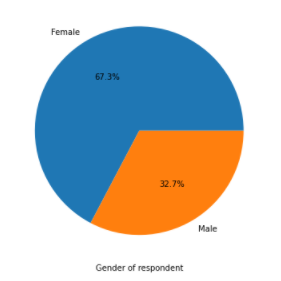 Female
67.3%
32.7%
Male
Gender of respondent